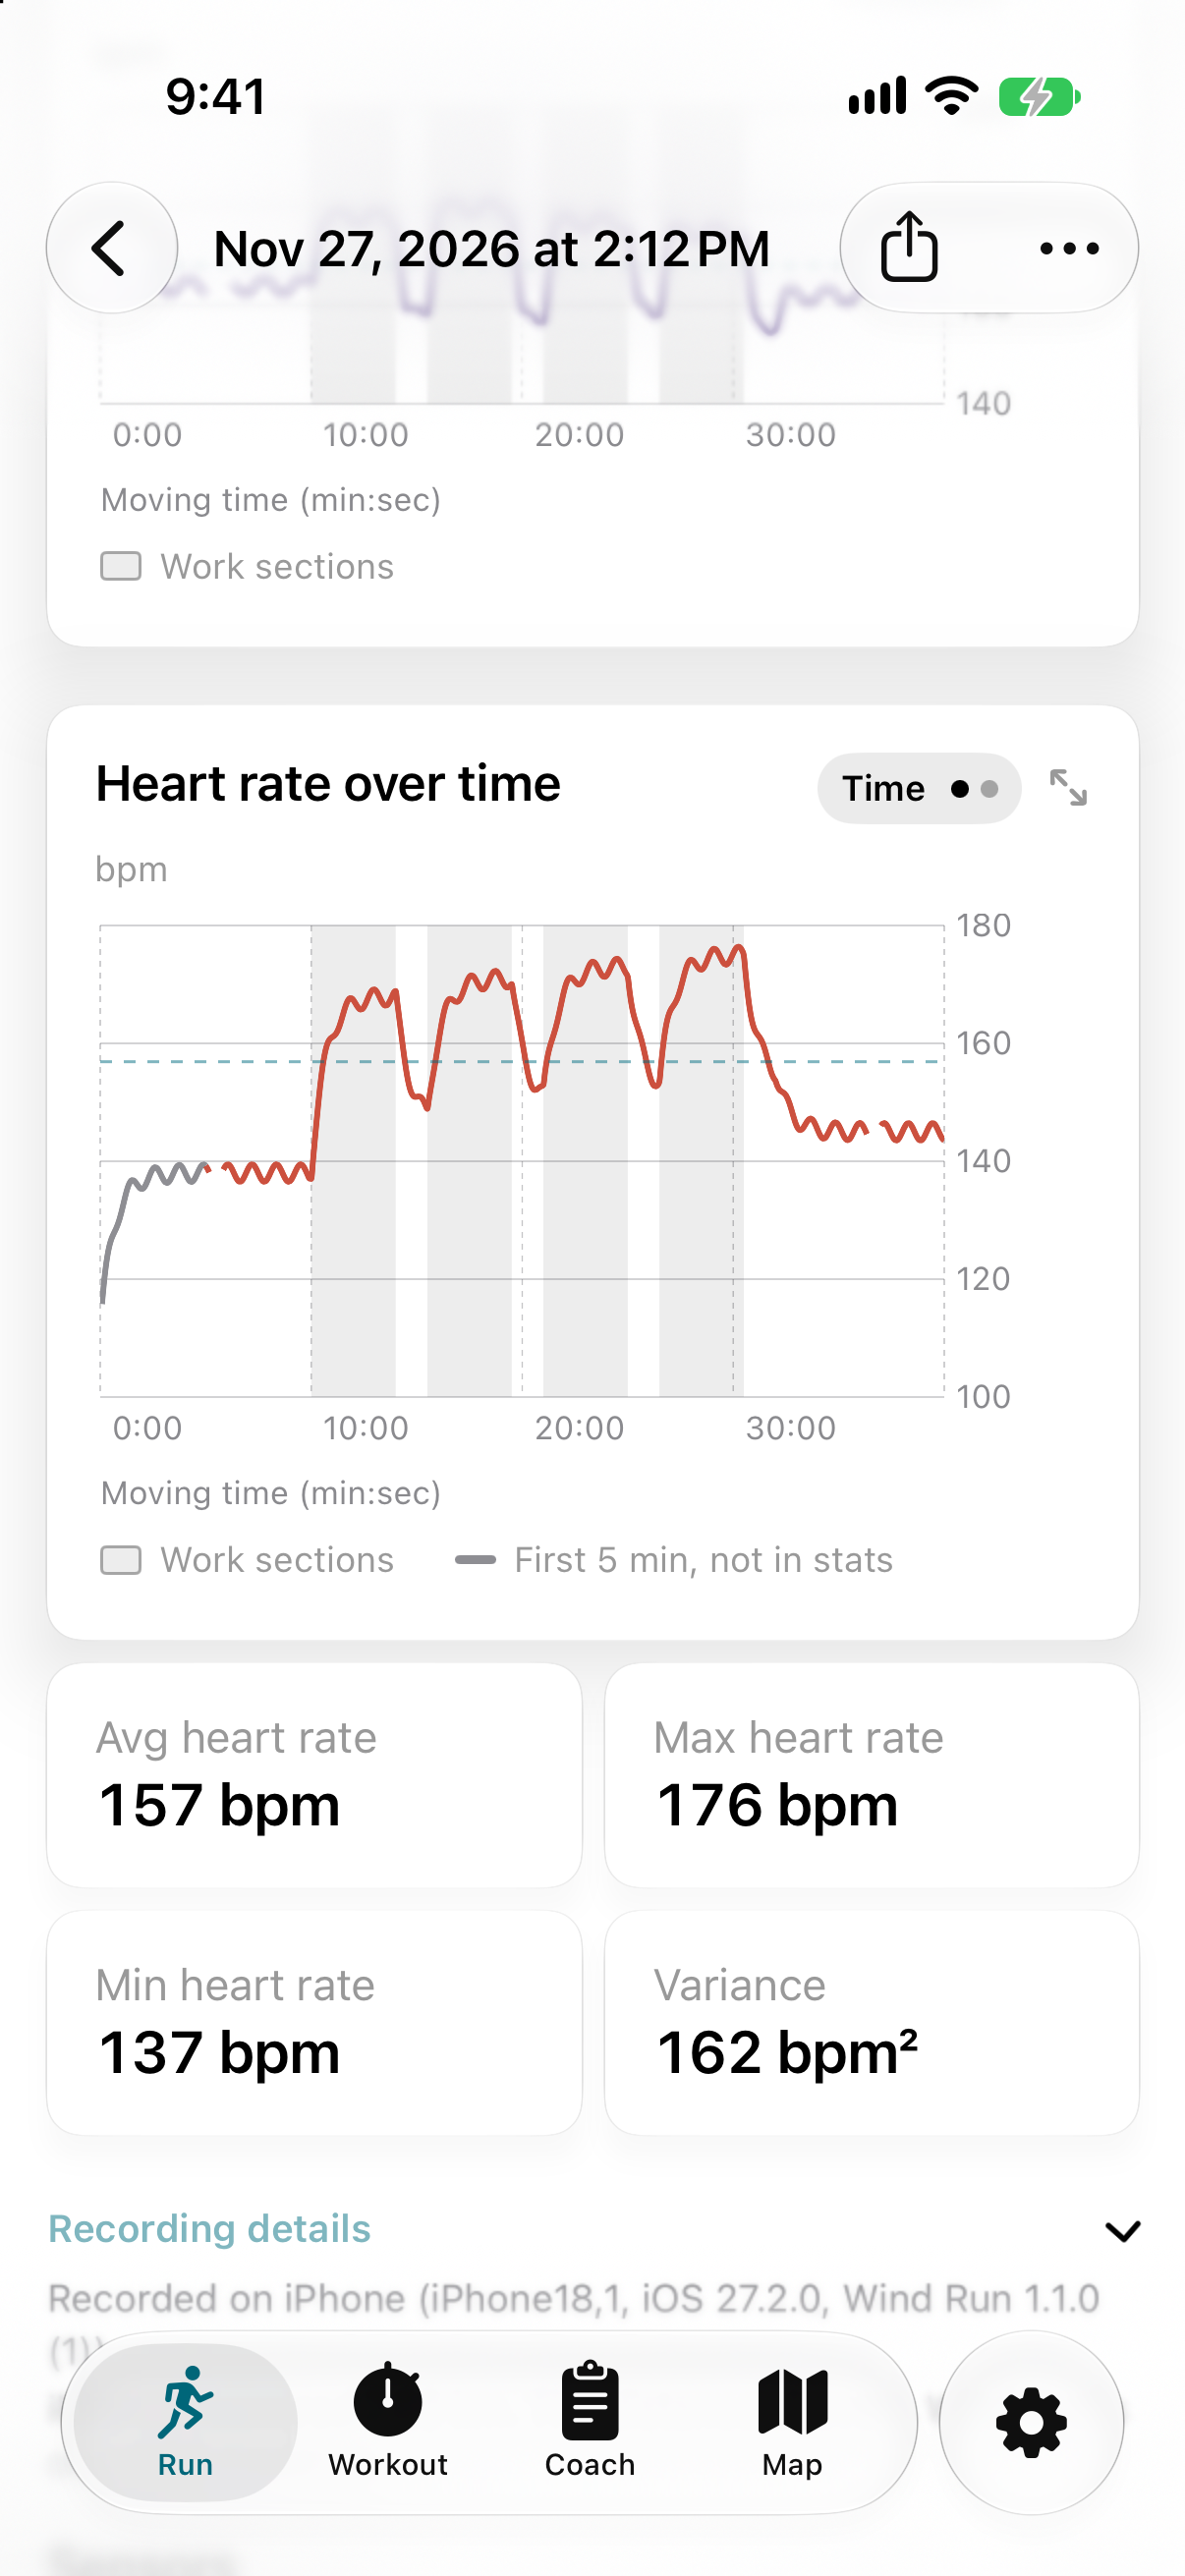 9:41
Nov 27, 2026 at 2:12 PM
140
0:00 10:00 20:00 30:00
Moving time (min:sec)
Work sections
Heart rate over time
Time
bpm
180
160
140
120
100
0:00 10:00 20:00 30:00
Moving time (min:sec)
Work sections First 5 min, not in stats
Avg heart rate Max heart rate
157 bpm 176 bpm
Min heart rate Variance
137 bpm 162 bpm²
Recording details
Recorded on iPhone (iPhone18,1, iOS 27.2.0, Wind Run 1.1.0
(1))
Run Workout Coach Map
Sensors